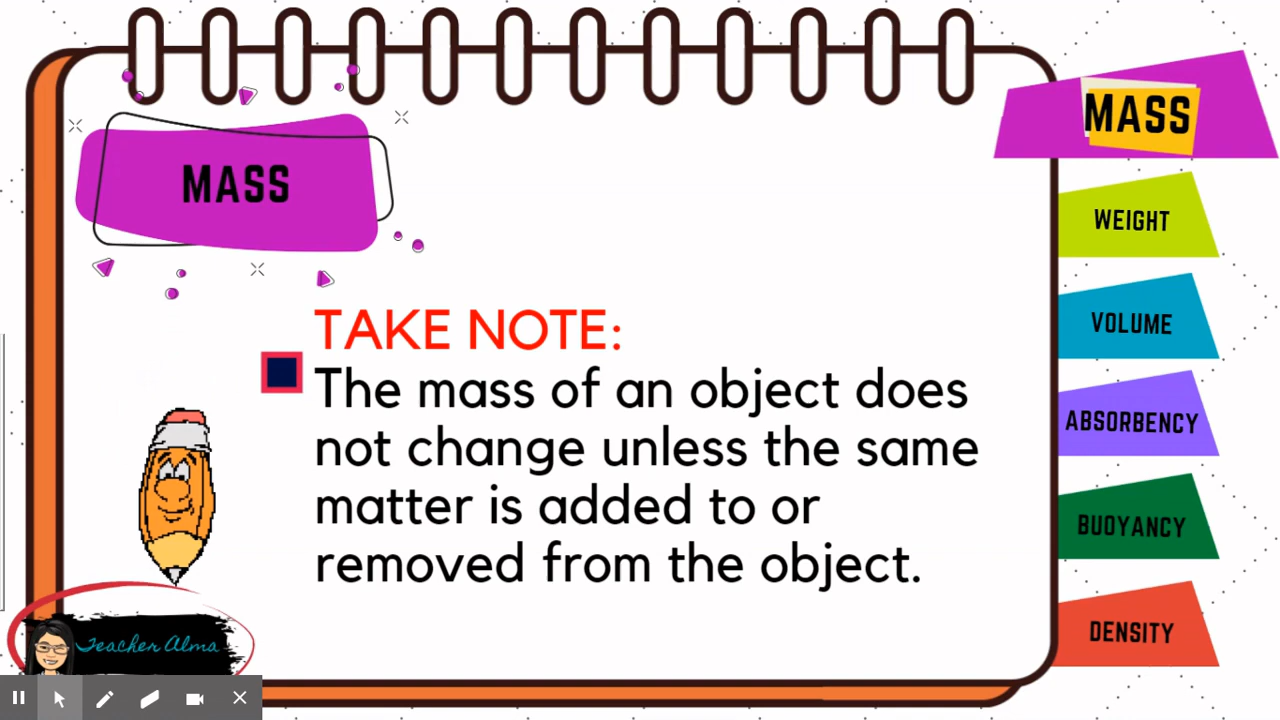 MASS
TAKE NOTE:
The mass of an object does
not change unless the same
matter is added to or
removed from the object.
Teacher Alma
MASS
WEIGHT
VOLUME
ABSORBENCY
BUOYANCY
DENSITY